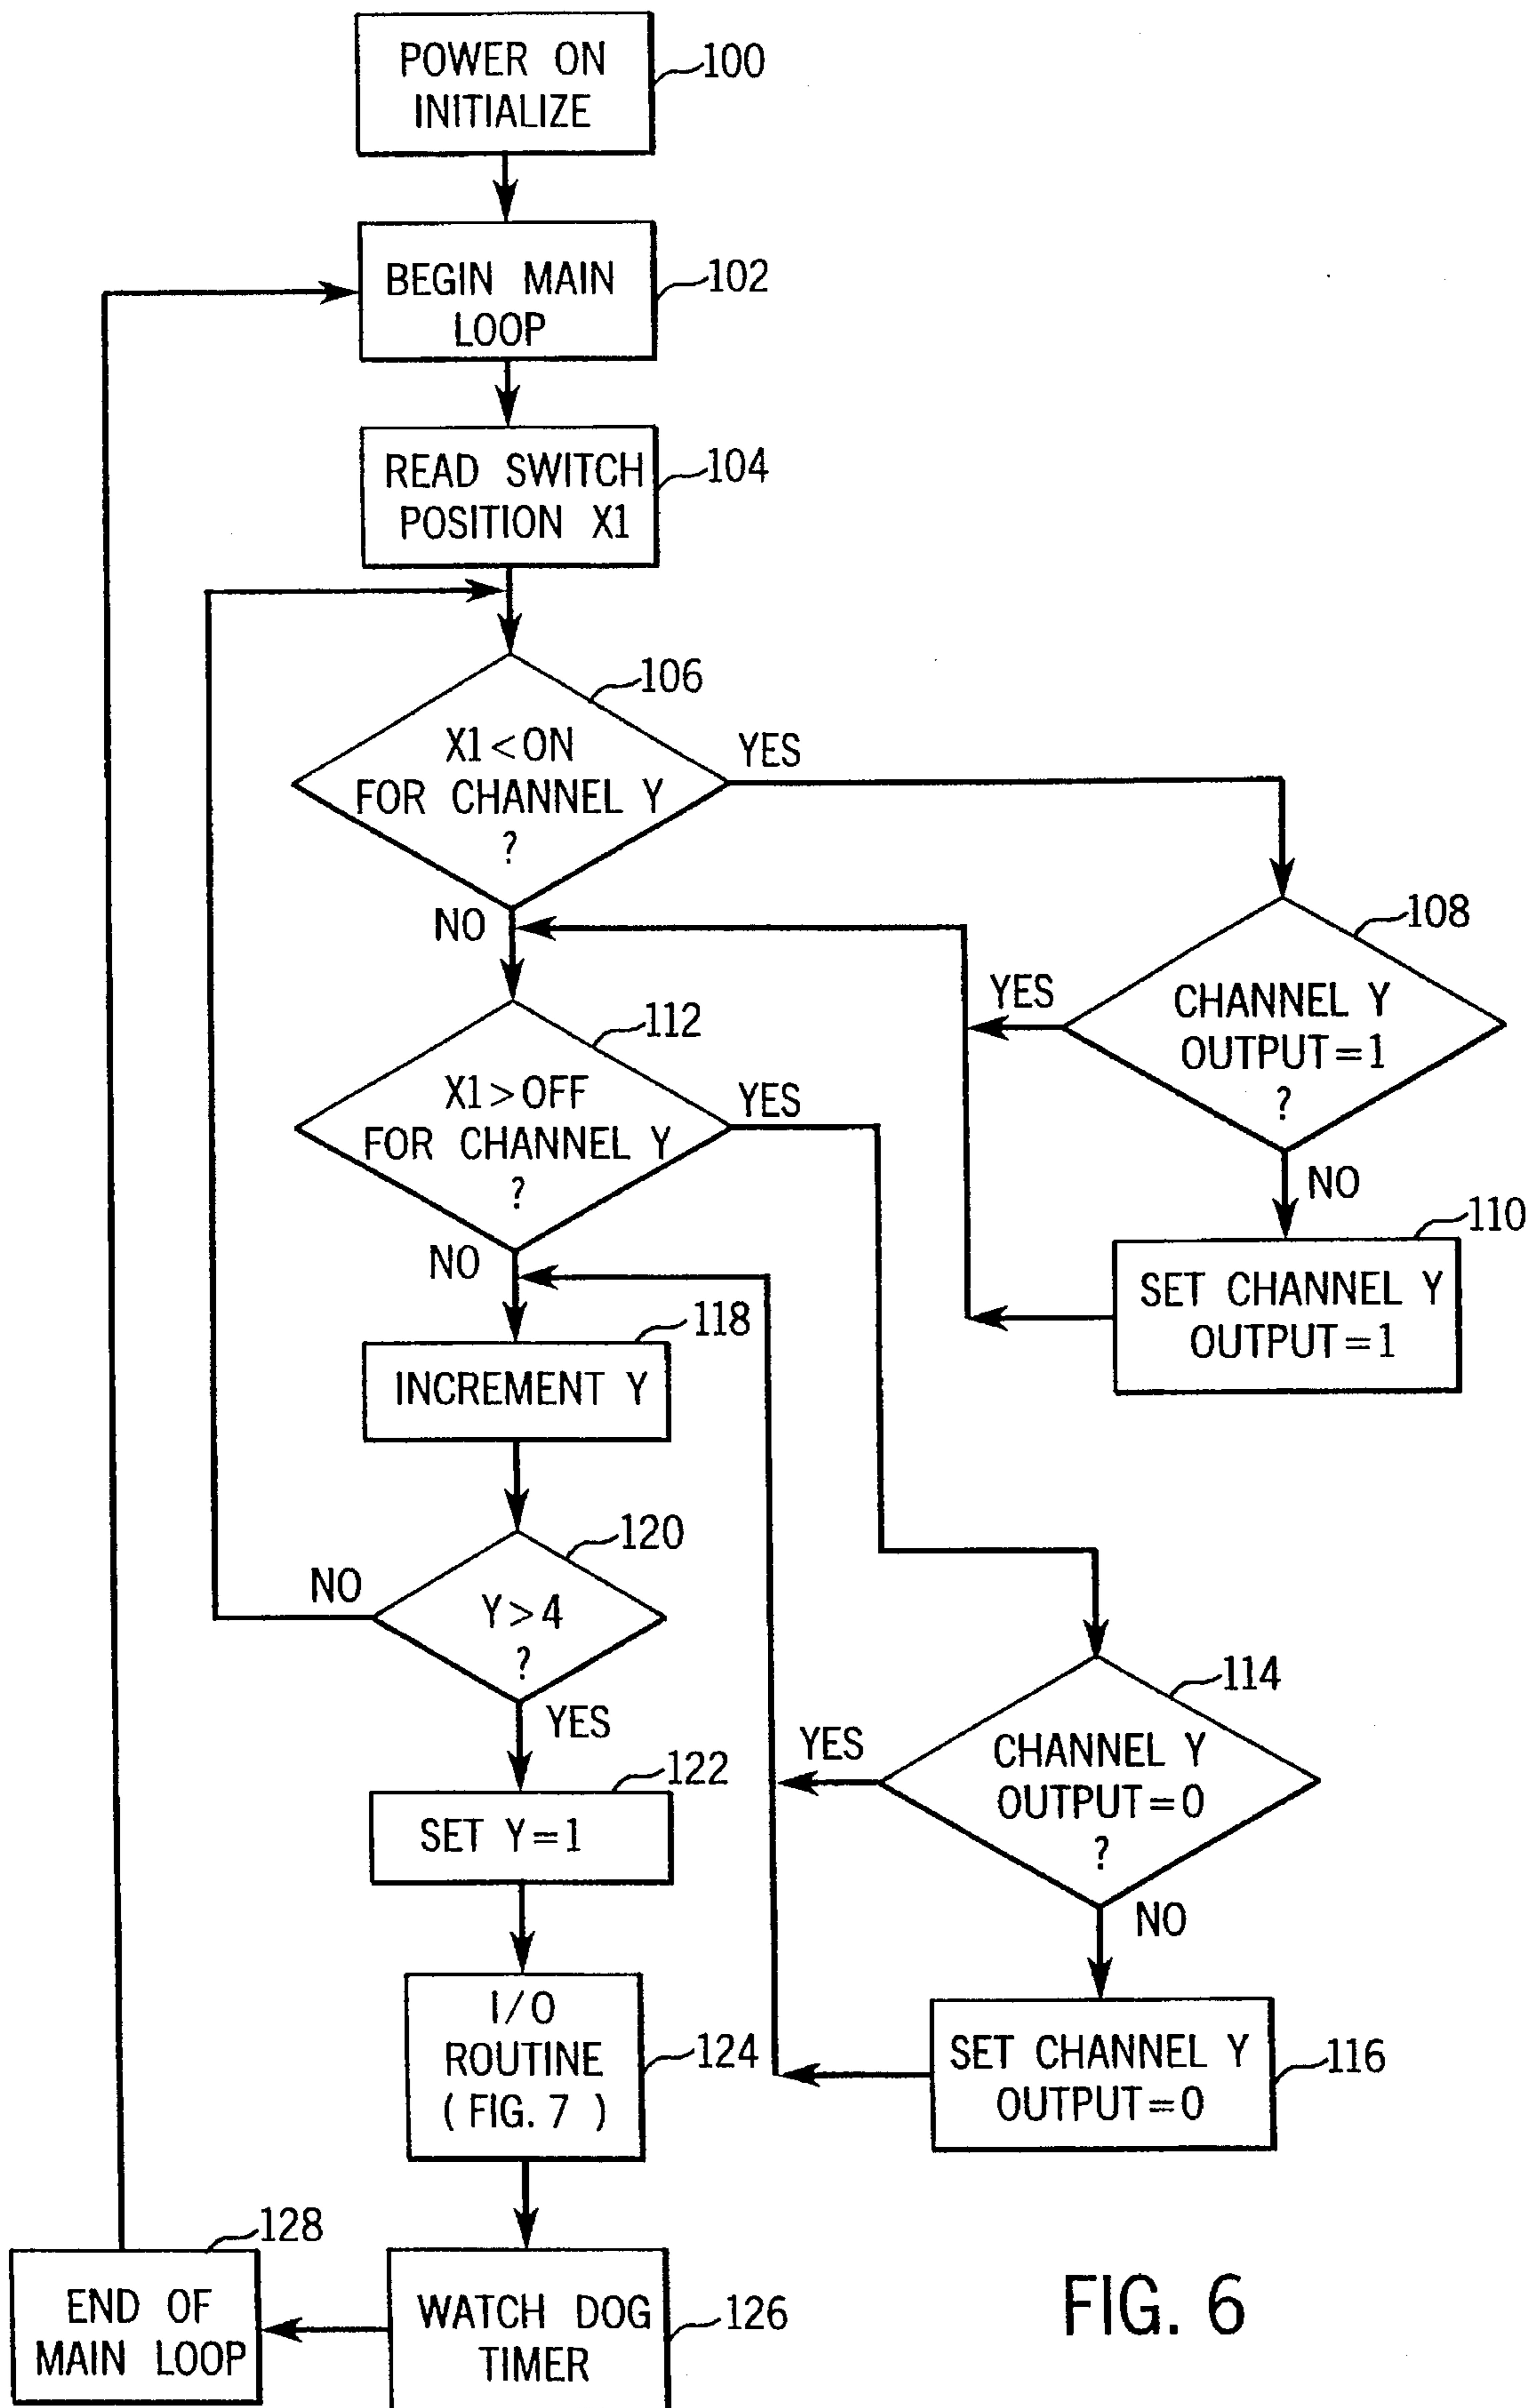 POWER ON
INITIALIZE
100
BEGIN MAIN
LOOP
102
READ SWITCH
POSITION X1
104
106
X1<ON
FOR CHANNEL Y
?
YES
NO
108
CHANNEL Y
OUTPUT=1
?
YES
NO
110
SET CHANNEL Y
OUTPUT=1
112
X1>OFF
FOR CHANNEL Y
?
YES
NO
118
INCREMENT Y
120
Y>4
?
NO
YES
114
CHANNEL Y
OUTPUT=0
?
YES
NO
122
SET Y=1
I/O
ROUTINE
( FIG. 7 )
124
SET CHANNEL Y
OUTPUT=0
116
128
END OF
MAIN LOOP
WATCH DOG
TIMER
126
FIG. 6